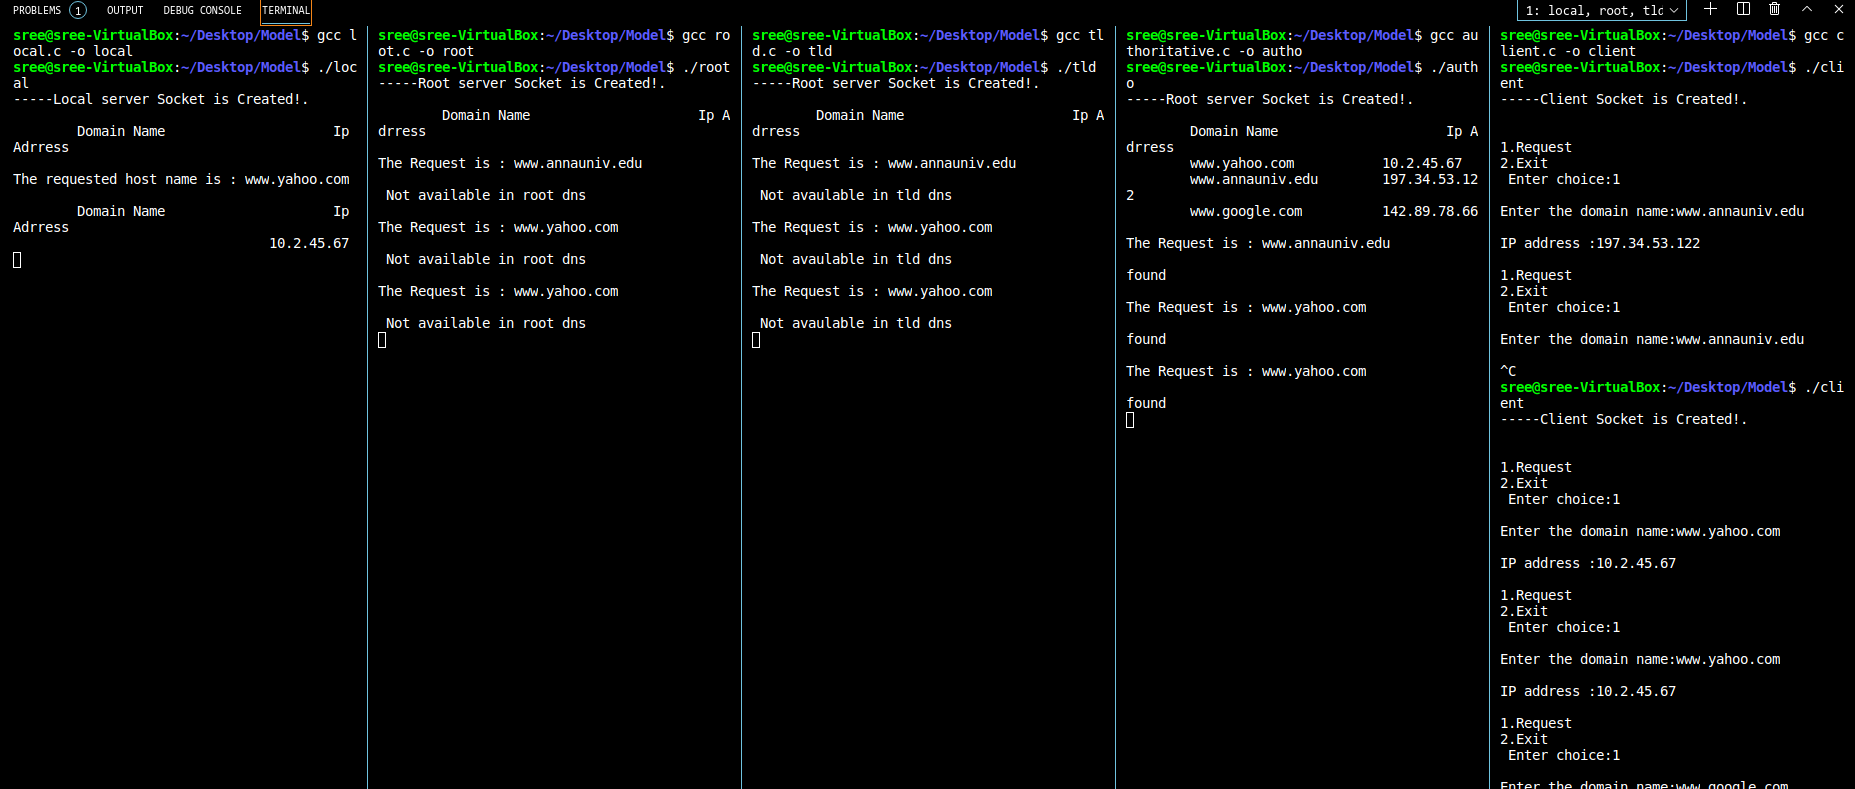 PROBLEMS 1 OUTPUT DEBUG CONSOLE TERMINAL 1: local, root, tld
sree@sree-VirtualBox:~/Desktop/Model$ gcc l
ocal.c -o local
sree@sree-VirtualBox:~/Desktop/Model$ ./loc
al
-----Local server Socket is Created!.
Domain Name Ip
Adrress
The requested host name is : www.yahoo.com
Domain Name Ip
Adrress
10.2.45.67
sree@sree-VirtualBox:~/Desktop/Model$ gcc ro
ot.c -o root
sree@sree-VirtualBox:~/Desktop/Model$ ./root
-----Root server Socket is Created!.
Domain Name Ip A
drress
The Request is : www.annauniv.edu
Not available in root dns
The Request is : www.yahoo.com
Not available in root dns
The Request is : www.yahoo.com
Not available in root dns
sree@sree-VirtualBox:~/Desktop/Model$ gcc tl
d.c -o tld
sree@sree-VirtualBox:~/Desktop/Model$ ./tld
-----Root server Socket is Created!.
Domain Name Ip A
drress
The Request is : www.annauniv.edu
Not avaulable in tld dns
The Request is : www.yahoo.com
Not avaulable in tld dns
The Request is : www.yahoo.com
Not avaulable in tld dns
sree@sree-VirtualBox:~/Desktop/Model$ gcc au
thoritative.c -o autho
sree@sree-VirtualBox:~/Desktop/Model$ ./auth
o
-----Root server Socket is Created!.
Domain Name Ip A
drress
www.yahoo.com 10.2.45.67
www.annauniv.edu 197.34.53.12
2
www.google.com 142.89.78.66
The Request is : www.annauniv.edu
found
The Request is : www.yahoo.com
found
The Request is : www.yahoo.com
found
sree@sree-VirtualBox:~/Desktop/Model$ gcc c
lient.c -o client
sree@sree-VirtualBox:~/Desktop/Model$ ./cli
ent
-----Client Socket is Created!.
1.Request
2.Exit
Enter choice:1
Enter the domain name:www.annauniv.edu
IP address :197.34.53.122
1.Request
2.Exit
Enter choice:1
Enter the domain name:www.annauniv.edu
^C
sree@sree-VirtualBox:~/Desktop/Model$ ./cli
ent
-----Client Socket is Created!.
1.Request
2.Exit
Enter choice:1
Enter the domain name:www.yahoo.com
IP address :10.2.45.67
1.Request
2.Exit
Enter choice:1
Enter the domain name:www.yahoo.com
IP address :10.2.45.67
1.Request
2.Exit
Enter choice:1
Enter the domain name:www.google.com